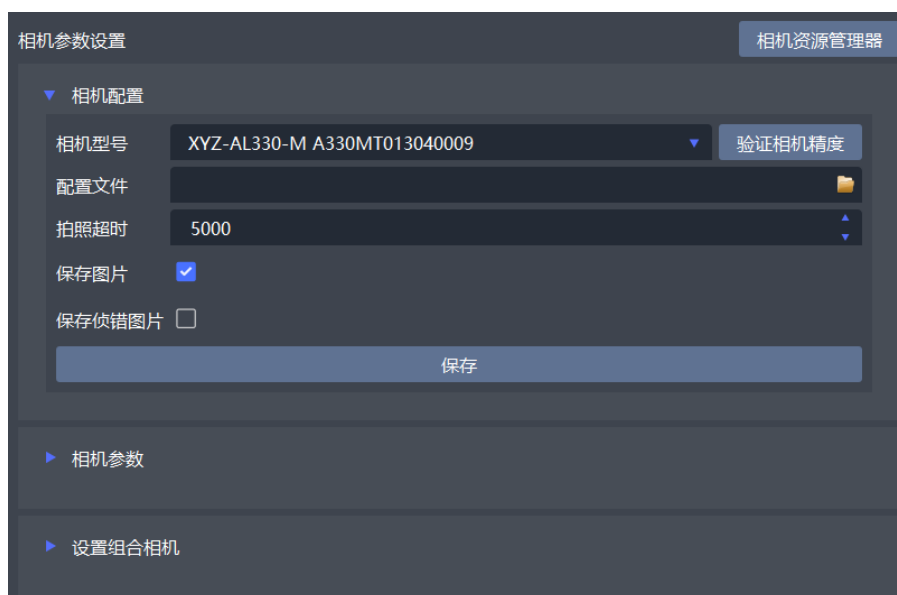 相机参数设置 相机资源管理器
相机配置
相机型号 XYZ-AL330-M A330MT013040009 验证相机精度
配置文件
拍照超时 5000
保存图片
保存侦错图片
保存
相机参数
设置组合相机